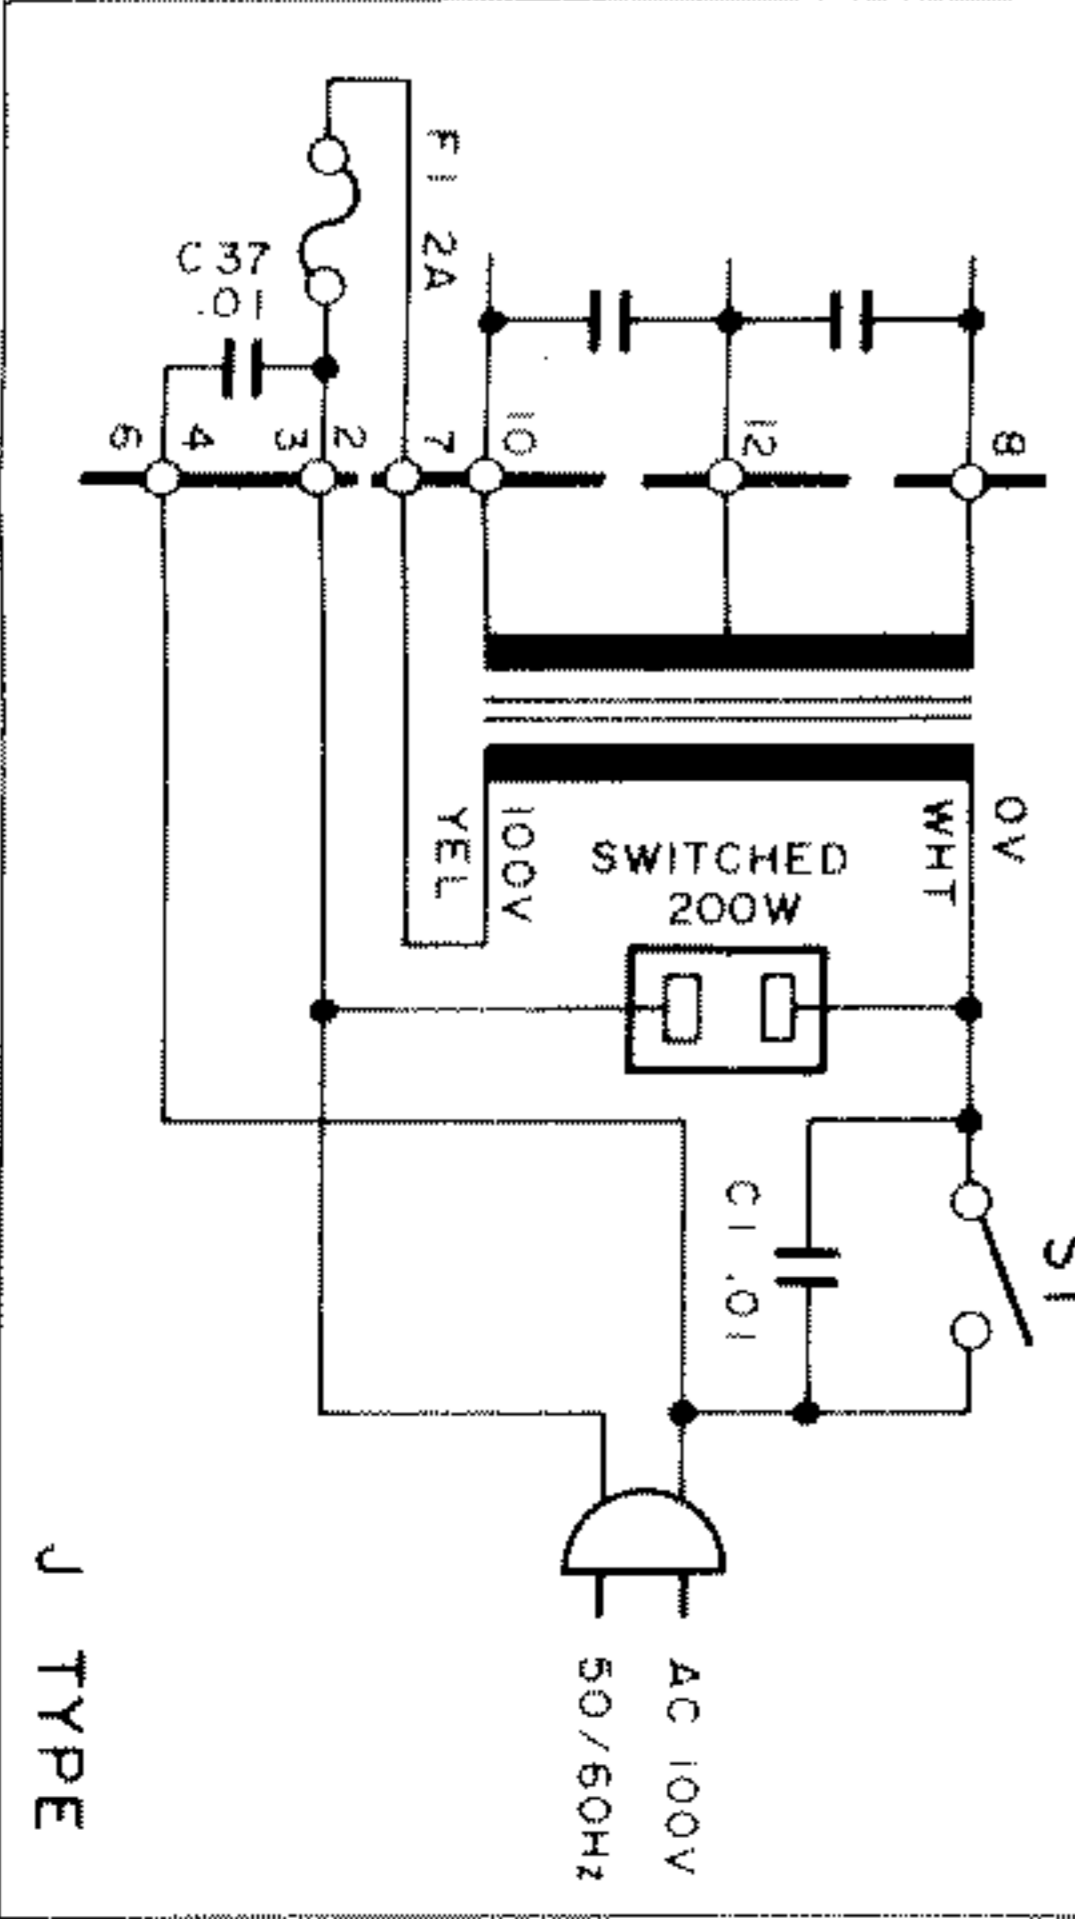 F1 2A
C37
.01
6
4
3
2
7
10
12
8
0V
WHT
100V
YEL
SWITCHED
200W
C1 .01
S1
AC 100V
50/60Hz
J TYPE